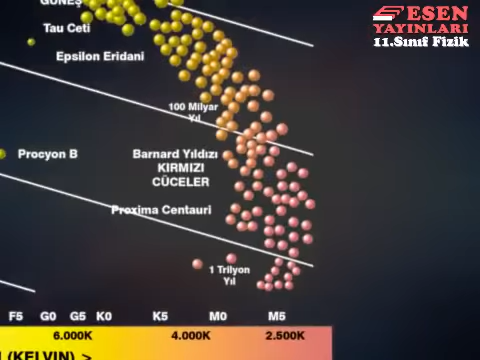 GÜNEŞ
ESEN
YAYINLARI
11.Sınıf Fizik
Tau Ceti
Epsilon Eridani
100 Milyar
Yıl
Procyon B
Barnard Yıldızı
KIRMIZI
CÜCELER
Proxima Centauri
1 Trilyon
Yıl
F5 G0 G5 K0 K5 M0 M5
6.000K 4.000K 2.500K
(KELVIN) >